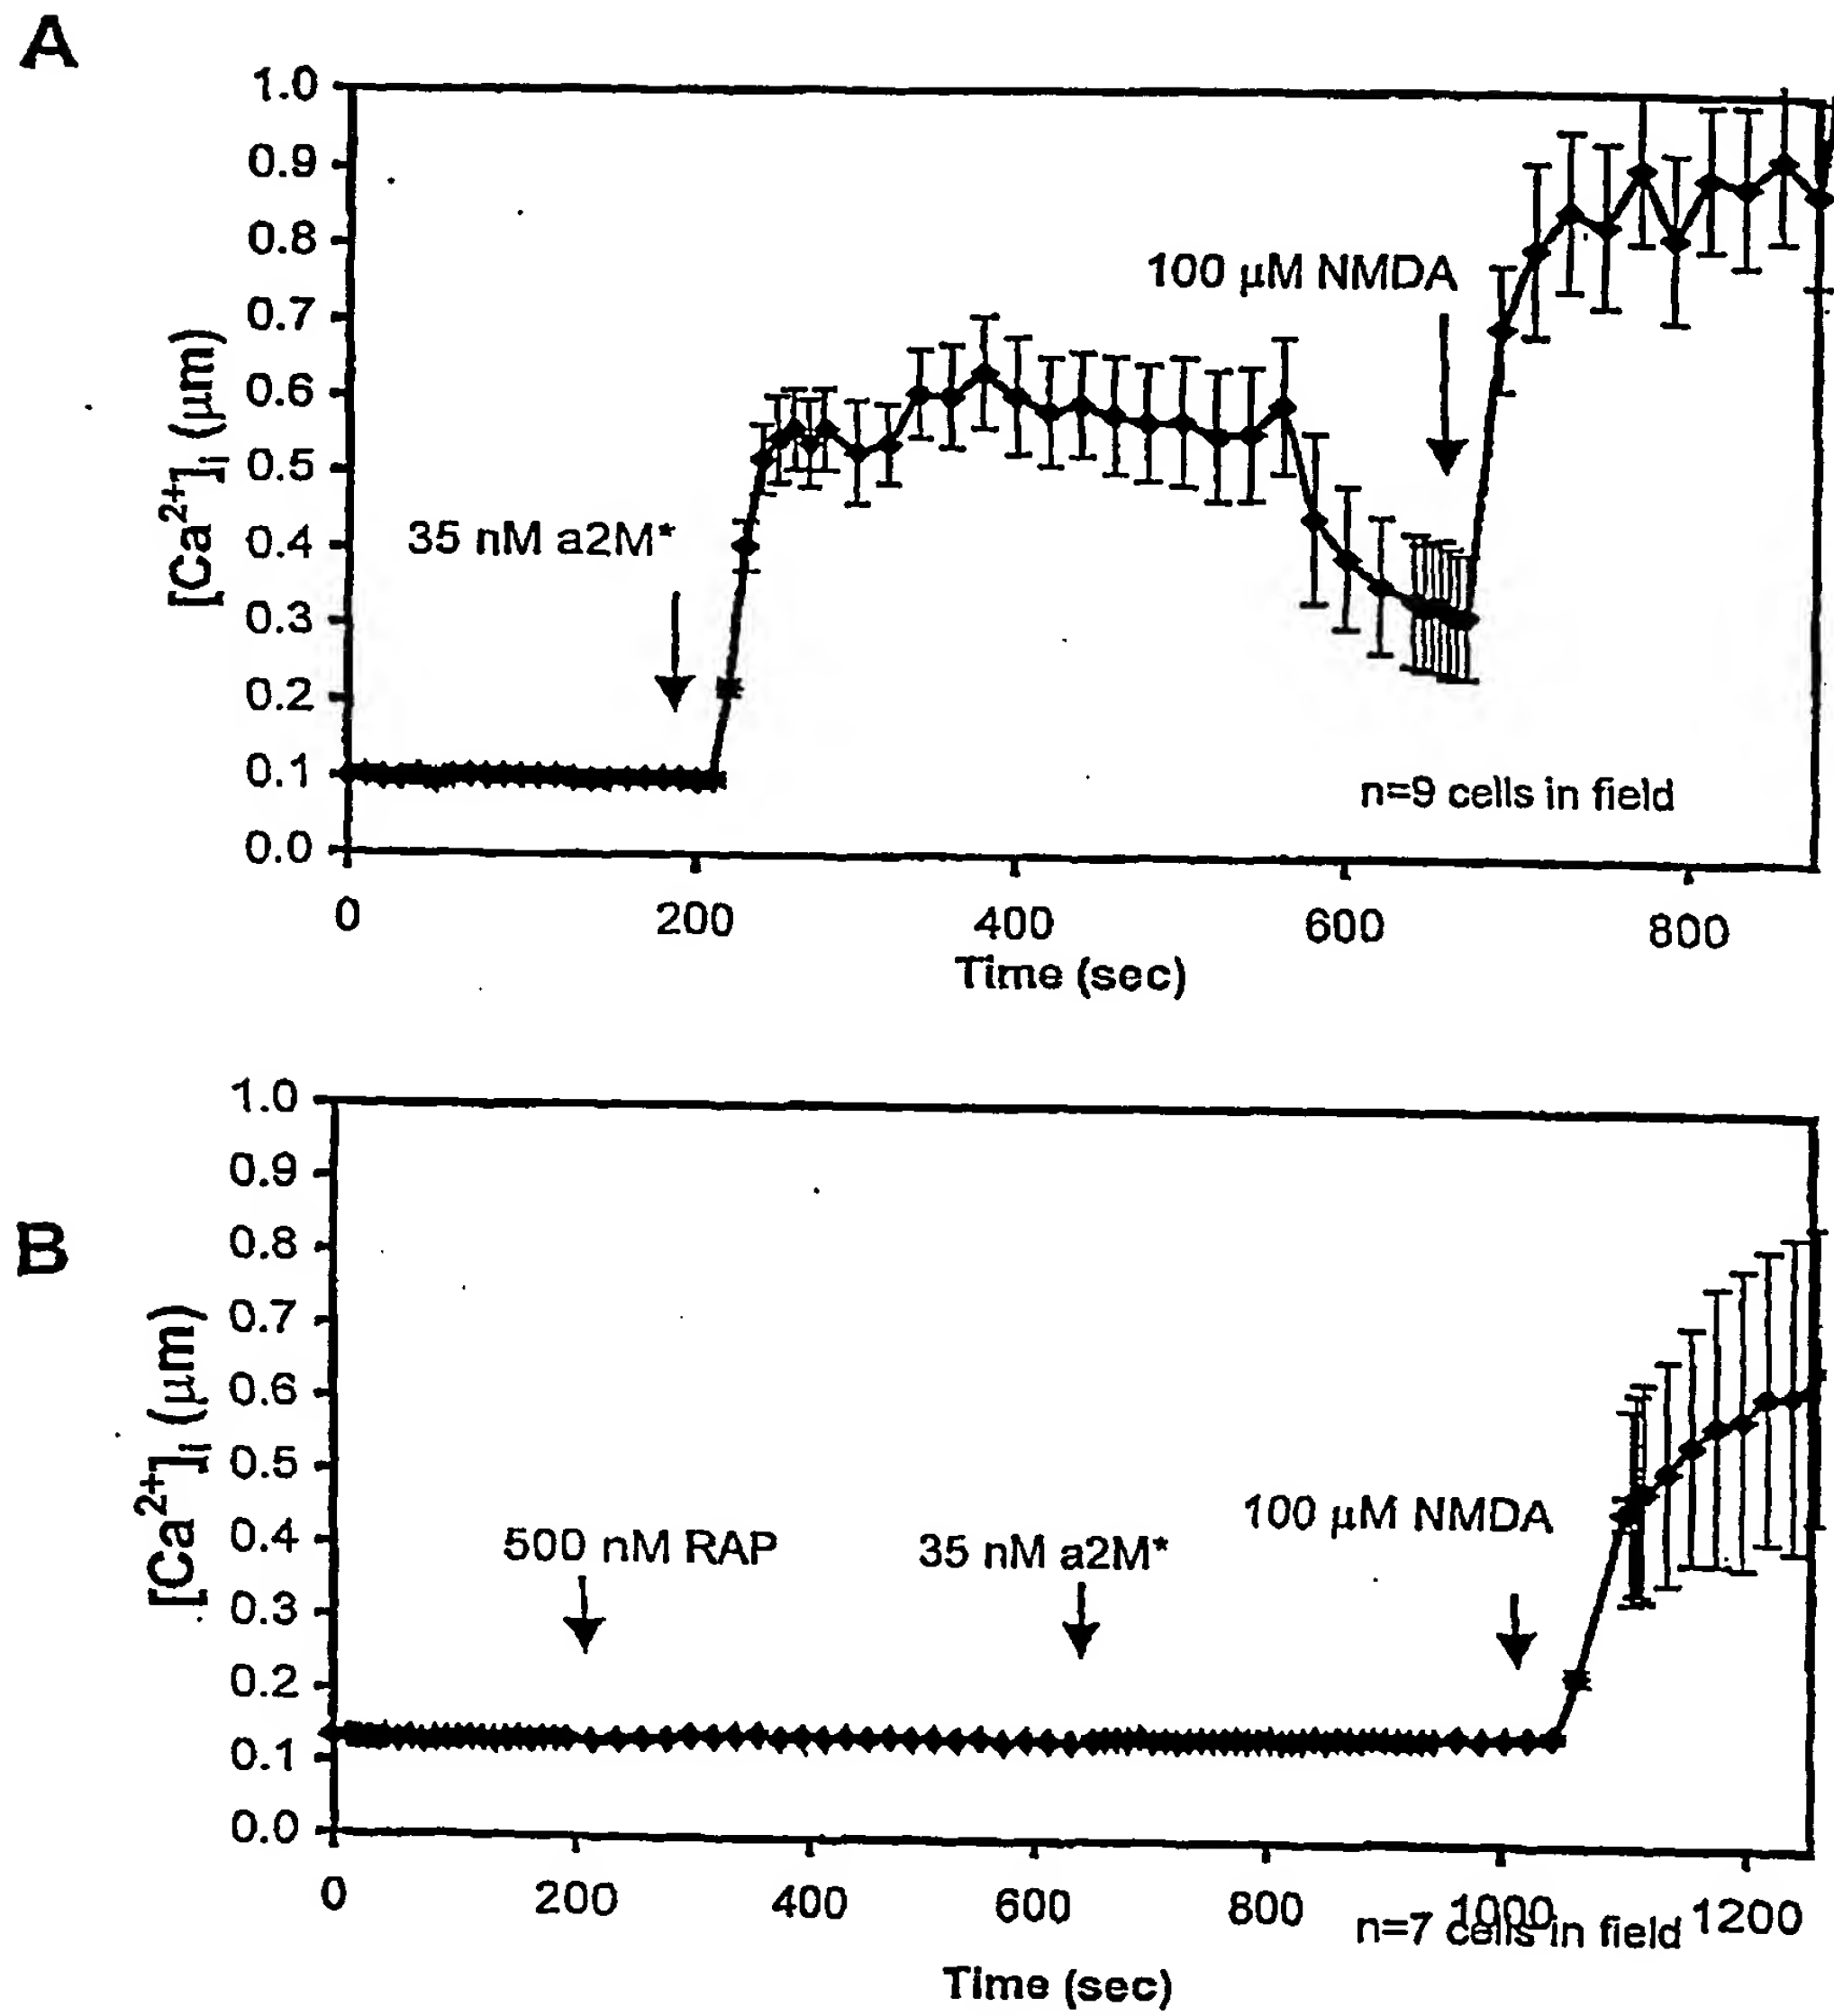 A
1.0
0.9
0.8
0.7
0.6
0.5
0.4
0.3
0.2
0.1
0.0
[Ca²⁺]ᵢ (μm)
100 μM NMDA
35 nM a2M*
n=9 cells in field
0 200 400 600 800
Time (sec)
B
1.0
0.9
0.8
0.7
0.6
0.5
0.4
0.3
0.2
0.1
0.0
[Ca²⁺]ᵢ (μm)
500 nM RAP
35 nM a2M*
100 μM NMDA
0 200 400 600 800 1000 1200
n=7 cells in field
Time (sec)